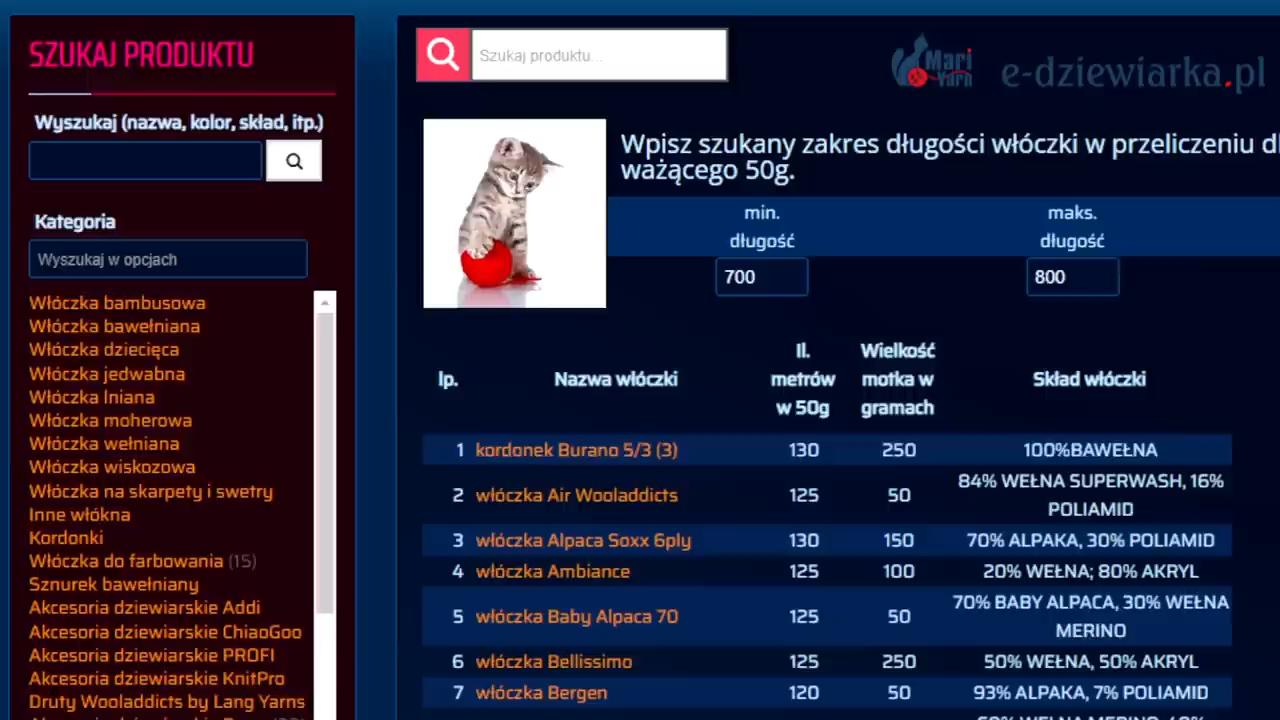 SZUKAJ PRODUKTU
Wyszukaj (nazwa, kolor, skład, itp.)
Kategoria
Wyszukaj w opcjach
Włóczka bambusowa
Włóczka bawełniana
Włóczka dziecięca
Włóczka jedwabna
Włóczka lniana
Włóczka moherowa
Włóczka wełniana
Włóczka wiskozowa
Włóczka na skarpety i swetry
Inne włókna
Kordonki
Włóczka do farbowania (15)
Sznurek bawełniany
Akcesoria dziewiarskie Addi
Akcesoria dziewiarskie ChiaoGoo
Akcesoria dziewiarskie PROFI
Akcesoria dziewiarskie KnitPro
Druty Wooladdicts by Lang Yarns
Szukaj produktu...
Mari
Yarn
e-dziewiarka.pl
Wpisz szukany zakres długości włóczki w przeliczeniu
ważącego 50g.
min. maks.
długość długość
700 800
lp. Nazwa włóczki Il. metrów w 50g Wielkość motka w gramach Skład włóczki
1 kordonek Burano 5/3 (3) 130 250 100%BAWEŁNA
2 włóczka Air Wooladdicts 125 50 84% WEŁNA SUPERWASH, 16%
POLIAMID
3 włóczka Alpaca Soxx 6ply 130 150 70% ALPAKA, 30% POLIAMID
4 włóczka Ambiance 125 100 20% WEŁNA; 80% AKRYL
5 włóczka Baby Alpaca 70 125 50 70% BABY ALPACA, 30% WEŁNA
MERINO
6 włóczka Bellissimo 125 250 50% WEŁNA, 50% AKRYL
7 włóczka Bergen 120 50 93% ALPAKA, 7% POLIAMID